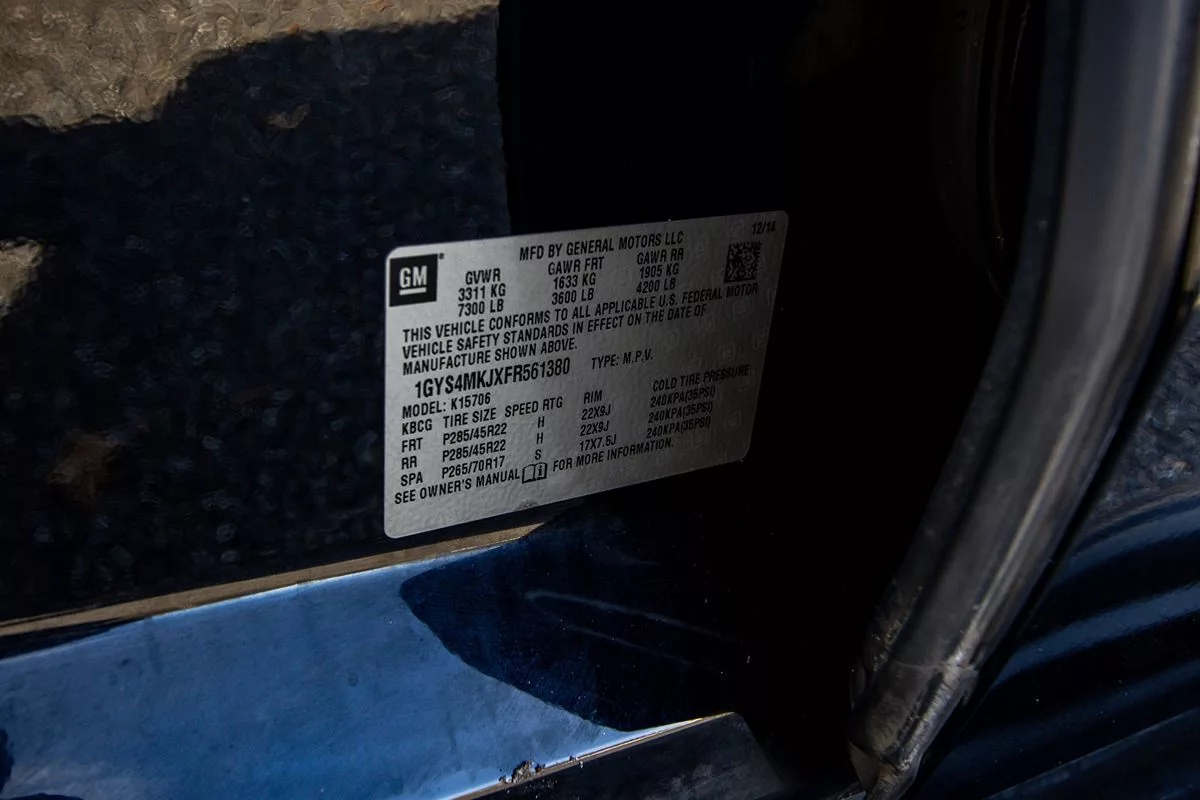 MFD BY GENERAL MOTORS LLC 12/14
GM
GVWR GAWR FRT GAWR RR
3311 KG 1633 KG 1905 KG
7300 LB 3600 LB 4200 LB
THIS VEHICLE CONFORMS TO ALL APPLICABLE U.S. FEDERAL MOTOR
VEHICLE SAFETY STANDARDS IN EFFECT ON THE DATE OF
MANUFACTURE SHOWN ABOVE.
1GYS4MKJXFR561380 TYPE: M.P.V.
MODEL: K15706
KBCG TIRE SIZE SPEED RTG RIM COLD TIRE PRESSURE
FRT P285/45R22 H 22X9J 240KPA(35PSI)
RR P285/45R22 H 22X9J 240KPA(35PSI)
SPA P265/70R17 S 17X7.5J 240KPA(35PSI)
SEE OWNER'S MANUAL FOR MORE INFORMATION.